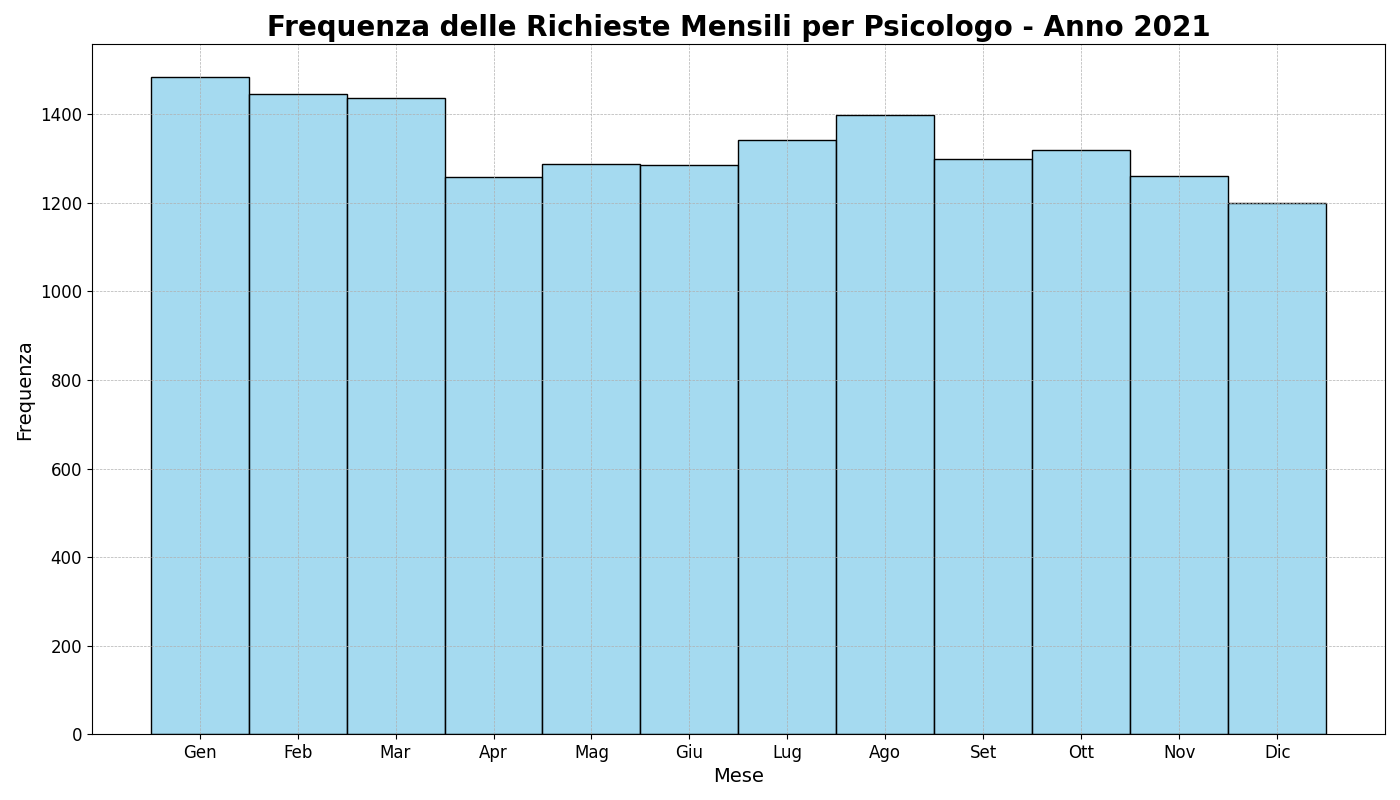 Frequenza delle Richieste Mensili per Psicologo - Anno 2021
1400
1200
1000
800
600
400
200
0
Frequenza
Gen Feb Mar Apr Mag Giu Lug Ago Set Ott Nov Dic
Mese